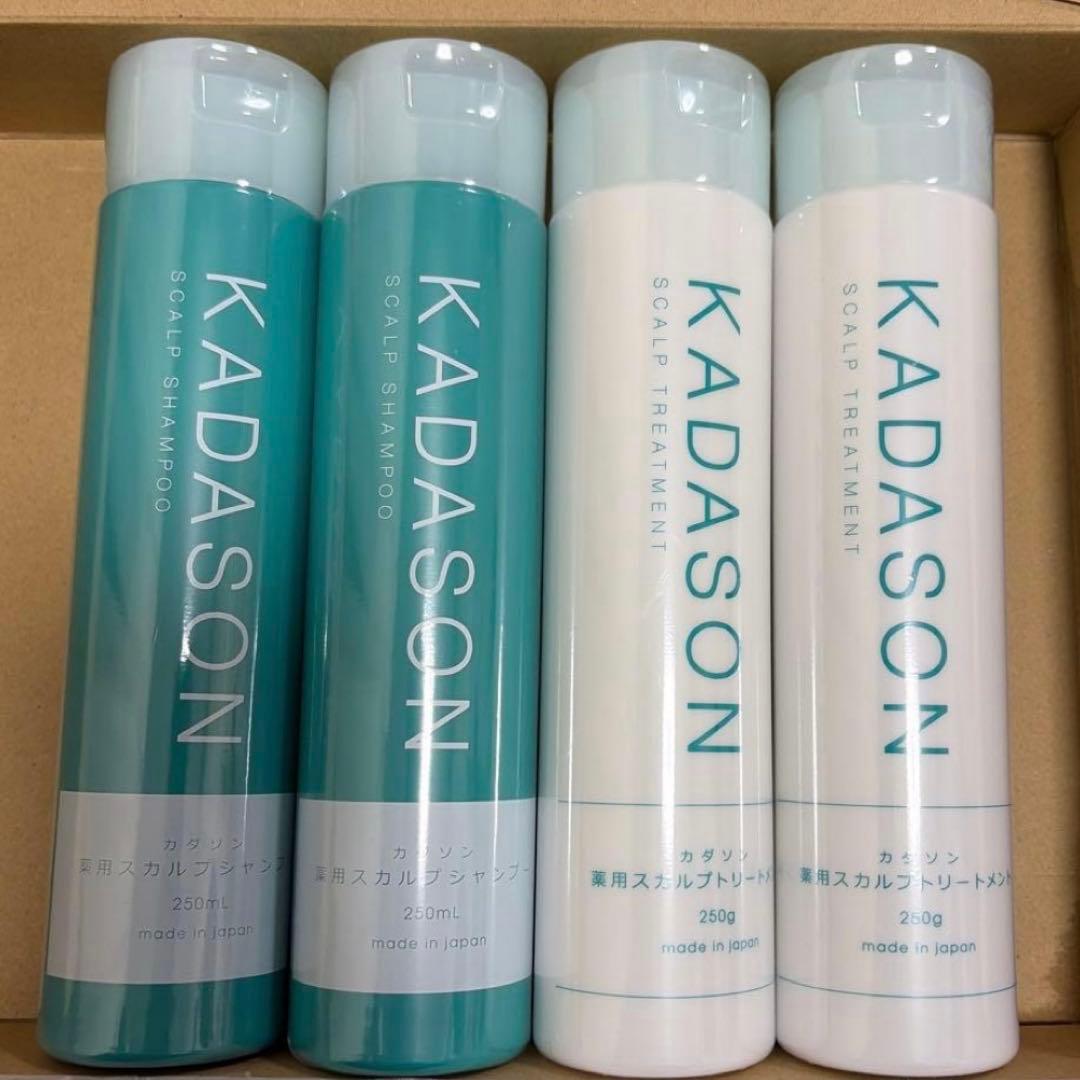 KADASON
SCALP SHAMPOO
カダソン
薬用スカルプシャンプ
250mL
made in japan
KADASON
SCALP SHAMPOO
カダソン
薬用スカルプシャンプー
250mL
made in japan
KADASON
SCALP TREATMENT
カダソン
薬用スカルプトリートメ
250g
made in japan
KADASON
SCALP TREATMENT
カダソン
薬用スカルプトリートメント
250g
made in japan